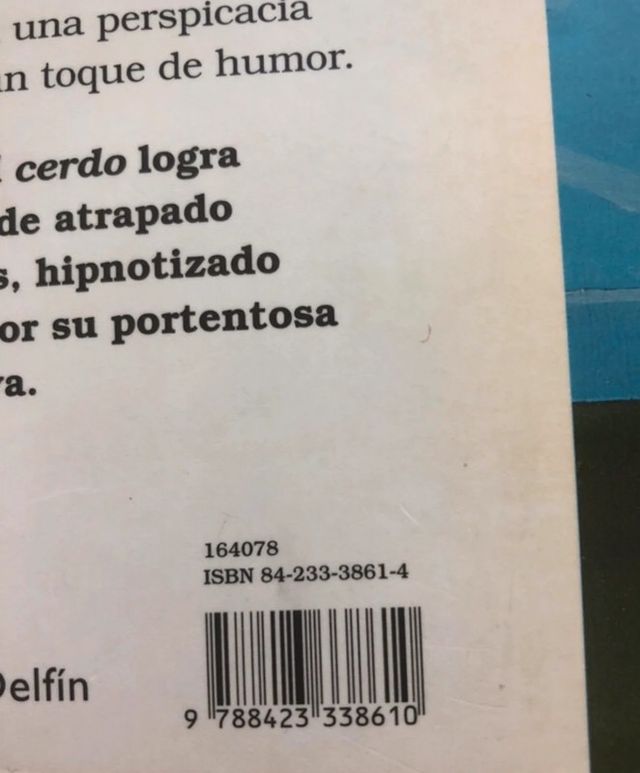 una perspicacia
toque de humor.
cerdo logra
de atrapado
hipnotizado
or su portentosa
a.
164078
ISBN 84-233-3861-4
elfín
9 788423 338610